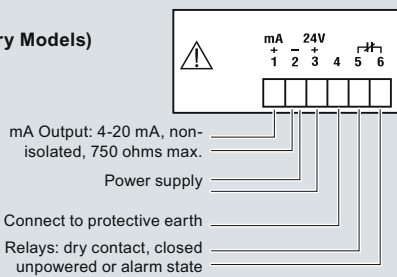 ry Models)
mA 24V
+ – +
1 2 3 4 5 6
mA Output: 4-20 mA, non-
isolated, 750 ohms max.
Power supply
Connect to protective earth
Relays: dry contact, closed
unpowered or alarm state